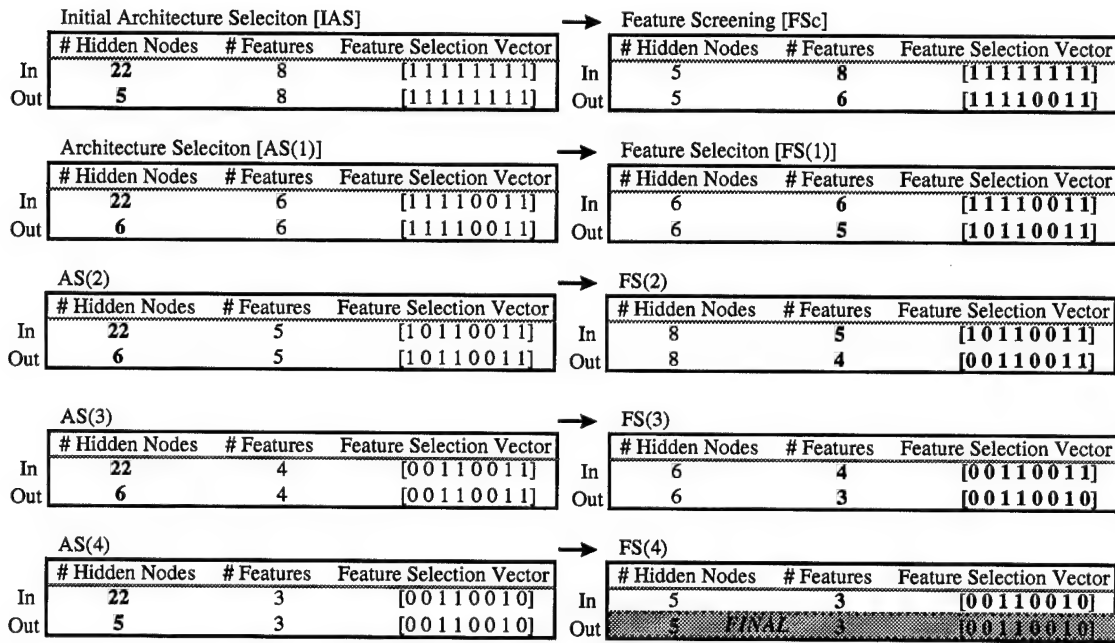 Initial Architecture Seleciton [IAS]
# Hidden Nodes # Features Feature Selection Vector
In 22 8 [1 1 1 1 1 1 1 1]
Out 5 8 [1 1 1 1 1 1 1 1]
Feature Screening [FSc]
# Hidden Nodes # Features Feature Selection Vector
In 5 8 [1 1 1 1 1 1 1 1]
Out 5 6 [1 1 1 1 0 0 1 1]
Architecture Seleciton [AS(1)]
# Hidden Nodes # Features Feature Selection Vector
In 22 6 [1 1 1 1 0 0 1 1]
Out 6 6 [1 1 1 1 0 0 1 1]
Feature Seleciton [FS(1)]
# Hidden Nodes # Features Feature Selection Vector
In 6 6 [1 1 1 1 0 0 1 1]
Out 6 5 [1 0 1 1 0 0 1 1]
AS(2)
# Hidden Nodes # Features Feature Selection Vector
In 22 5 [1 0 1 1 0 0 1 1]
Out 6 5 [1 0 1 1 0 0 1 1]
FS(2)
# Hidden Nodes # Features Feature Selection Vector
In 8 5 [1 0 1 1 0 0 1 1]
Out 8 4 [0 0 1 1 0 0 1 1]
AS(3)
# Hidden Nodes # Features Feature Selection Vector
In 22 4 [0 0 1 1 0 0 1 1]
Out 6 4 [0 0 1 1 0 0 1 1]
FS(3)
# Hidden Nodes # Features Feature Selection Vector
In 6 4 [0 0 1 1 0 0 1 1]
Out 6 3 [0 0 1 1 0 0 1 0]
AS(4)
# Hidden Nodes # Features Feature Selection Vector
In 22 3 [0 0 1 1 0 0 1 0]
Out 5 3 [0 0 1 1 0 0 1 0]
FS(4)
# Hidden Nodes # Features Feature Selection Vector
In 5 3 [0 0 1 1 0 0 1 0]
Out 5 FINAL 3 [0 0 1 1 0 0 1 0]